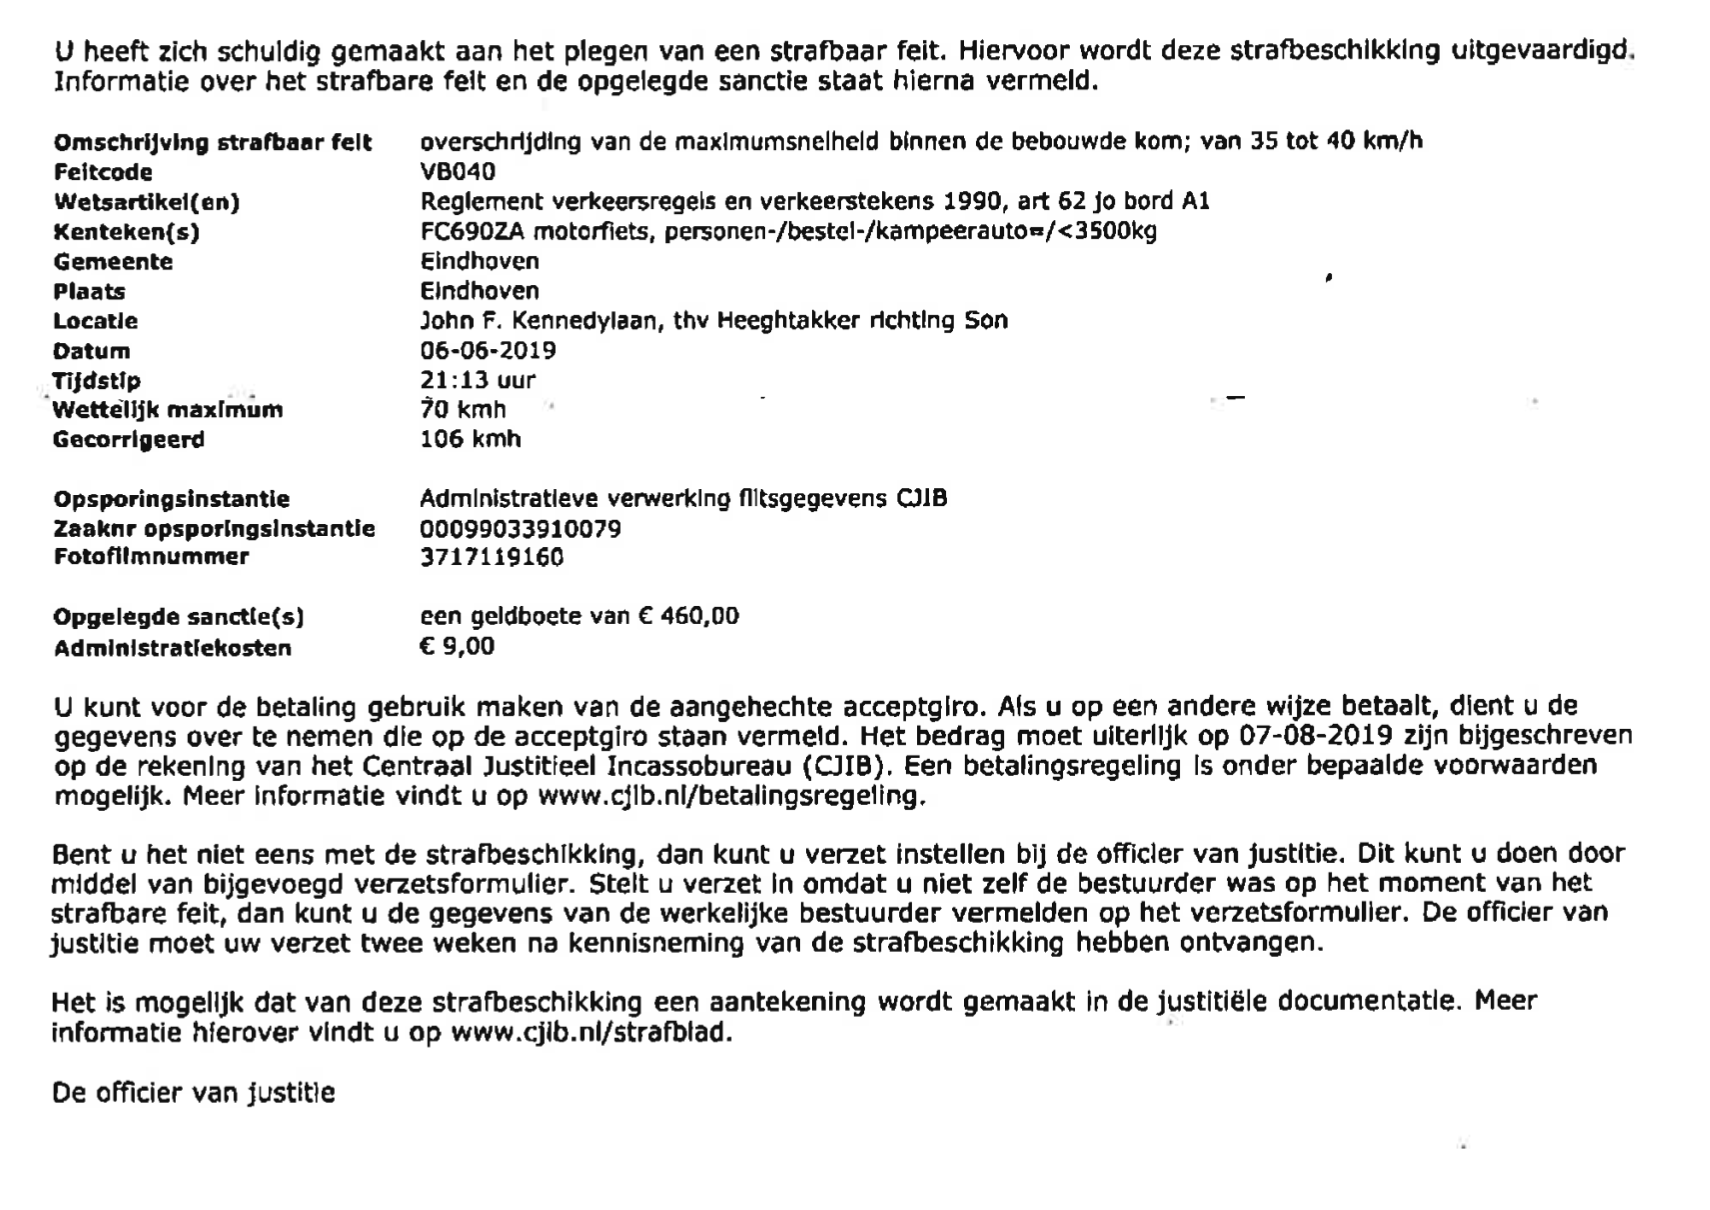 U heeft zich schuldig gemaakt aan het plegen van een strafbaar feit. Hiervoor wordt deze strafbeschikking uitgevaardigd.
Informatie over het strafbare feit en de opgelegde sanctie staat hierna vermeld.
Omschrijving strafbaar feit overschrijding van de maximumsnelheid binnen de bebouwde kom; van 35 tot 40 km/h
Feitcode VB040
Wetsartikel(en) Reglement verkeersregels en verkeerstekens 1990, art 62 jo bord A1
Kenteken(s) FC690ZA motorfiets, personen-/bestel-/kampeerauto=/<3500kg
Gemeente Eindhoven
Plaats Eindhoven
Locatie John F. Kennedylaan, thv Heeghtakker richting Son
Datum 06-06-2019
Tijdstip 21:13 uur
Wettelijk maximum 70 kmh
Gecorrigeerd 106 kmh
Opsporingsinstantie Administratieve verwerking flitsgegevens CJIB
Zaaknr opsporingsinstantie 00099033910079
Fotofilmnummer 3717119160
Opgelegde sanctie(s) een geldboete van € 460,00
Administratiekosten € 9,00
U kunt voor de betaling gebruik maken van de aangehechte acceptgiro. Als u op een andere wijze betaalt, dient u de
gegevens over te nemen die op de acceptgiro staan vermeld. Het bedrag moet uiterlijk op 07-08-2019 zijn bijgeschreven
op de rekening van het Centraal Justitieel Incassobureau (CJIB). Een betalingsregeling is onder bepaalde voorwaarden
mogelijk. Meer informatie vindt u op www.cjib.nl/betalingsregeling.
Bent u het niet eens met de strafbeschikking, dan kunt u verzet instellen bij de officier van justitie. Dit kunt u doen door
middel van bijgevoegd verzetsformulier. Stelt u verzet in omdat u niet zelf de bestuurder was op het moment van het
strafbare feit, dan kunt u de gegevens van de werkelijke bestuurder vermelden op het verzetsformulier. De officier van
justitie moet uw verzet twee weken na kennisneming van de strafbeschikking hebben ontvangen.
Het is mogelijk dat van deze strafbeschikking een aantekening wordt gemaakt in de justitiële documentatie. Meer
informatie hierover vindt u op www.cjib.nl/strafblad.
De officier van justitie